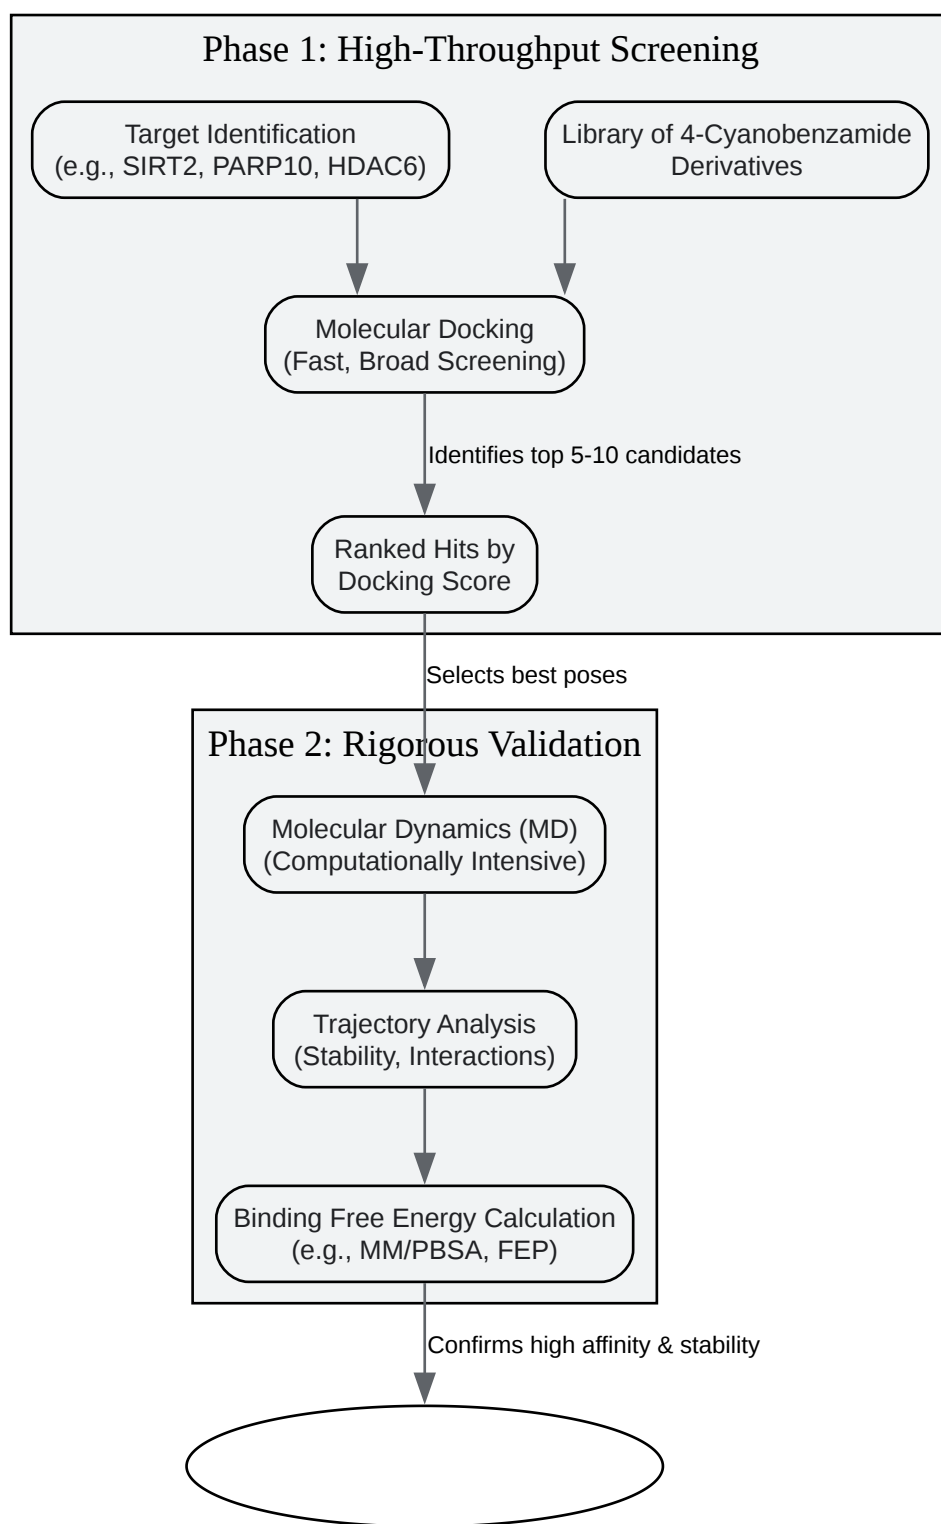 Phase 1: High-Throughput Screening
Target Identification
(e.g., SIRT2, PARP10, HDAC6)
Library of 4-Cyanobenzamide
Derivatives
Molecular Docking
(Fast, Broad Screening)
Identifies top 5-10 candidates
Ranked Hits by
Docking Score
Selects best poses
Phase 2: Rigorous Validation
Molecular Dynamics (MD)
(Computationally Intensive)
Trajectory Analysis
(Stability, Interactions)
Binding Free Energy Calculation
(e.g., MM/PBSA, FEP)
Confirms high affinity & stability